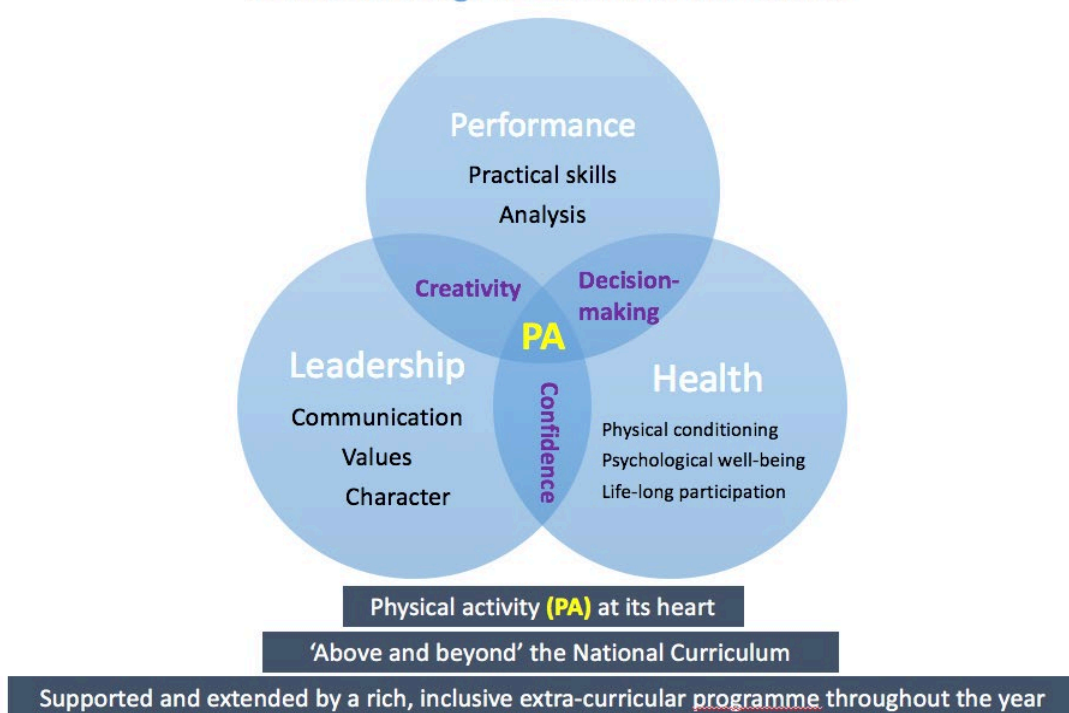 Performance
Practical skills
Analysis
Creativity
Decision-
making
PA
Leadership
Communication
Values
Character
Confidence
Health
Physical conditioning
Psychological well-being
Life-long participation
Physical activity (PA) at its heart
‘Above and beyond’ the National Curriculum
Supported and extended by a rich, inclusive extra-curricular programme throughout the year